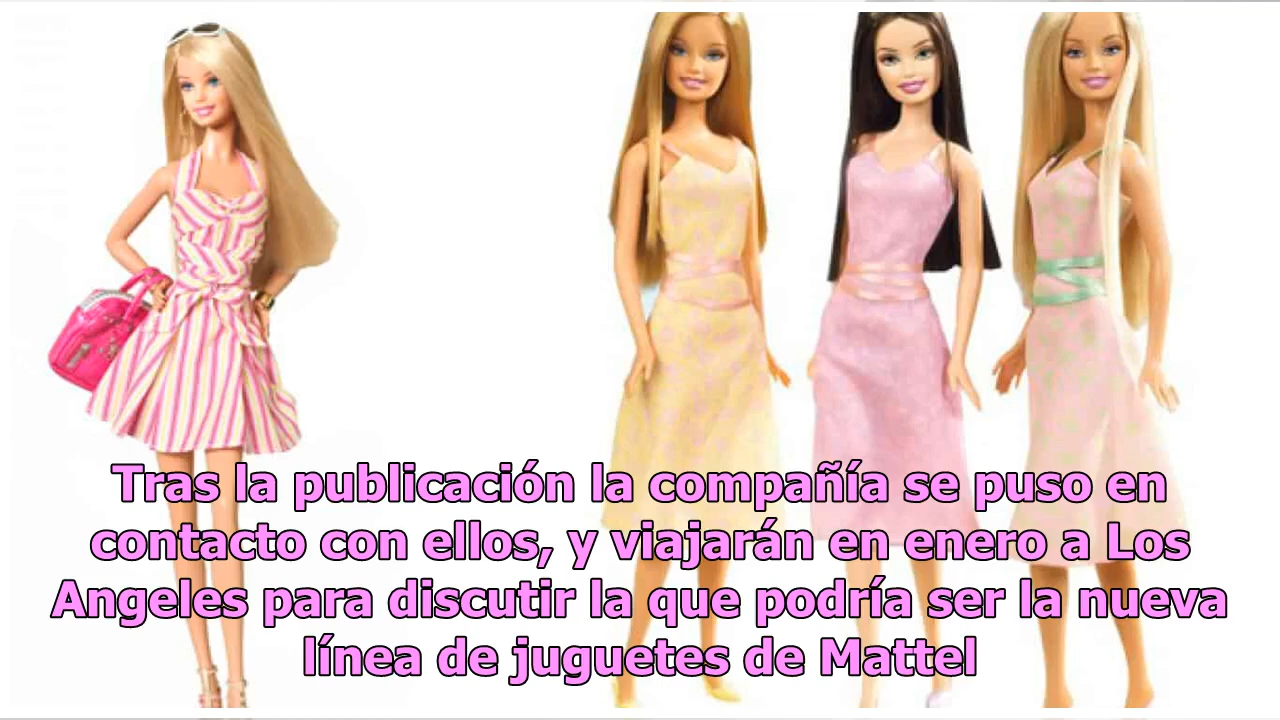 Tras la publicación la compañía se puso en
contacto con ellos, y viajarán en enero a Los
Angeles para discutir la que podría ser la nueva
línea de juguetes de Mattel